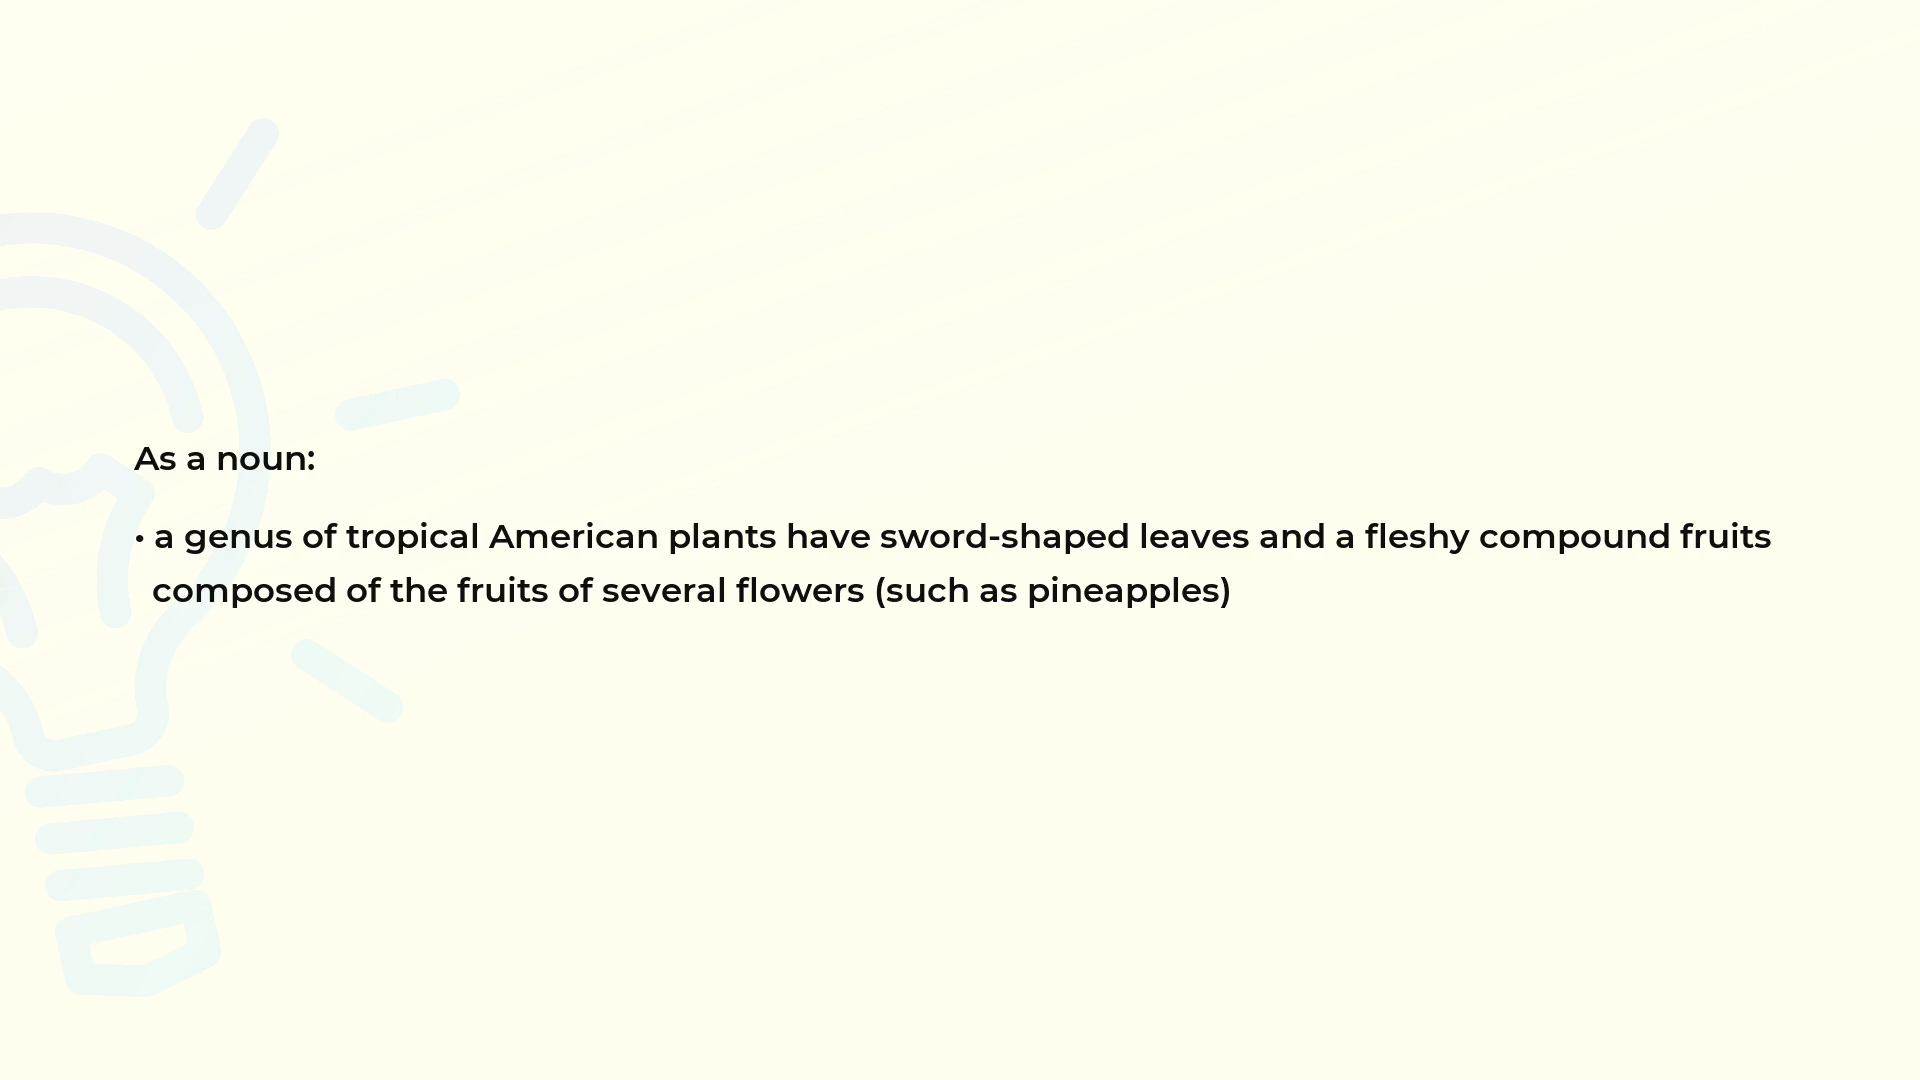 As a noun:
• a genus of tropical American plants have sword-shaped leaves and a fleshy compound fruits
composed of the fruits of several flowers (such as pineapples)